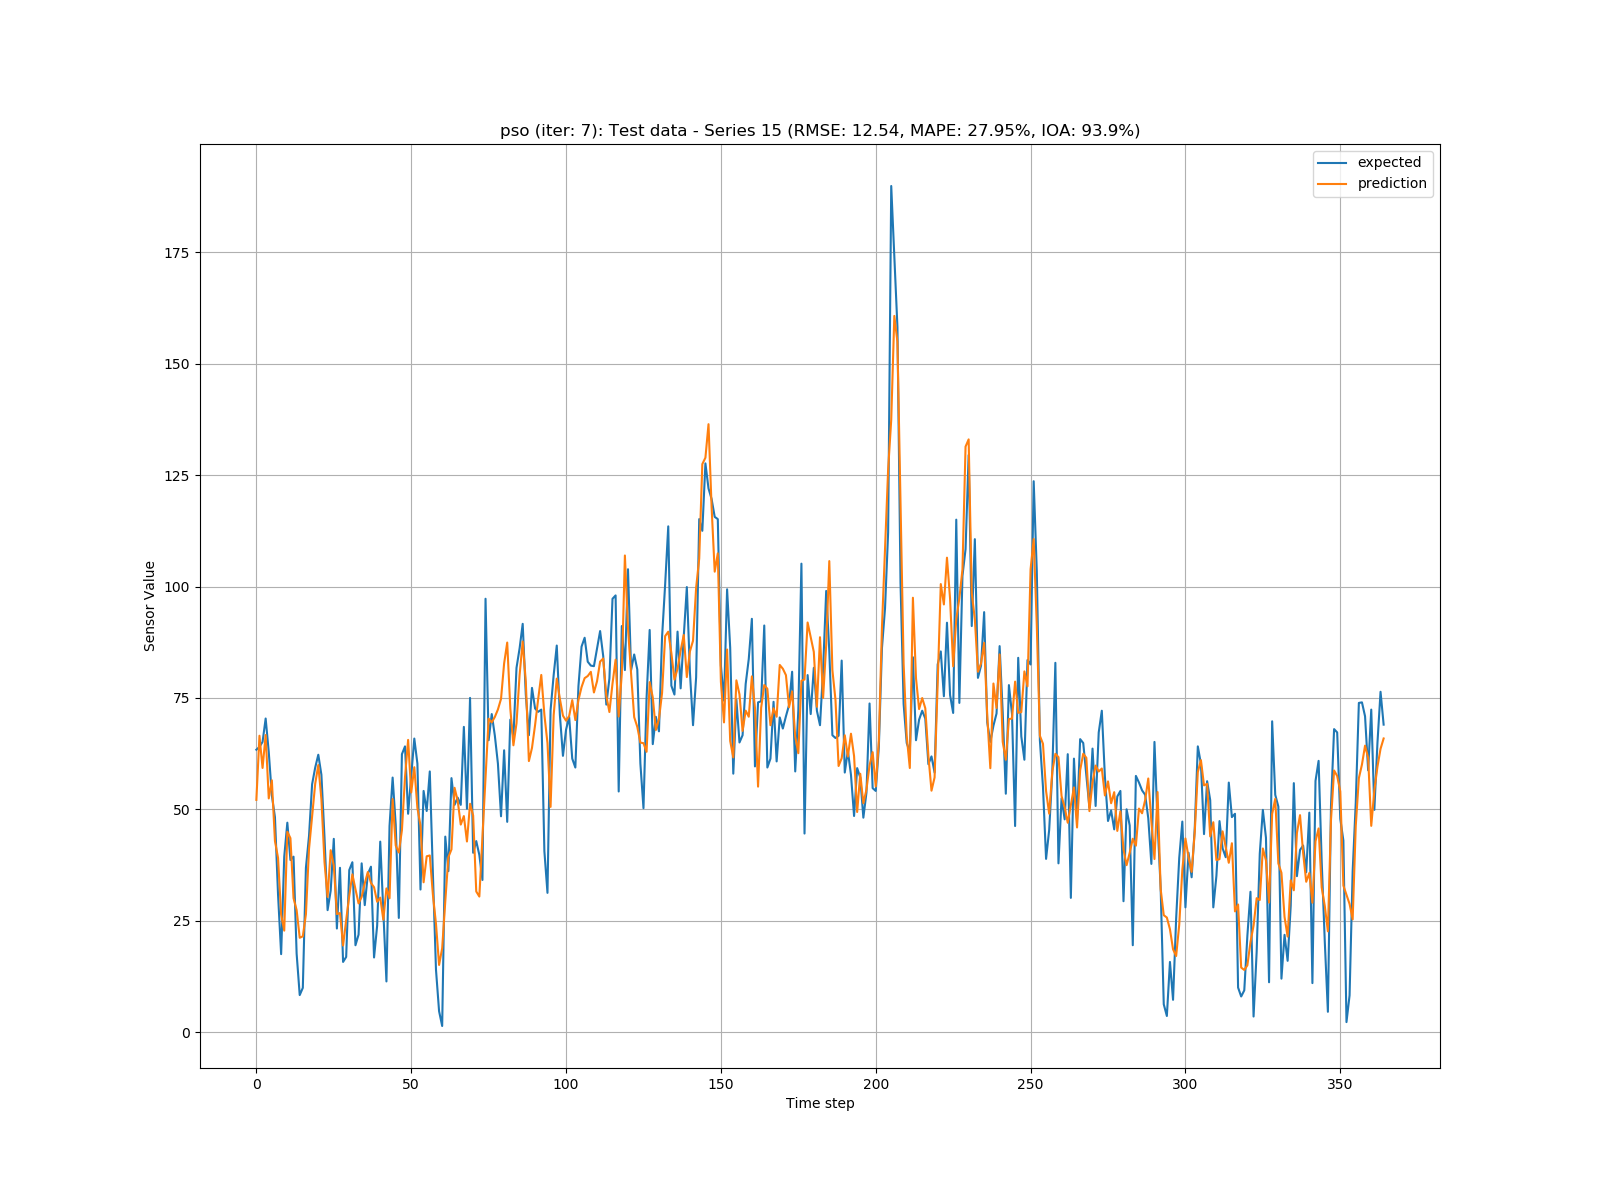 pso (iter: 7): Test data - Series 15 (RMSE: 12.54, MAPE: 27.95%, IOA: 93.9%)
expected
prediction
175
150
125
100
75
50
25
0
Sensor Value
0 50 100 150 200 250 300 350
Time step